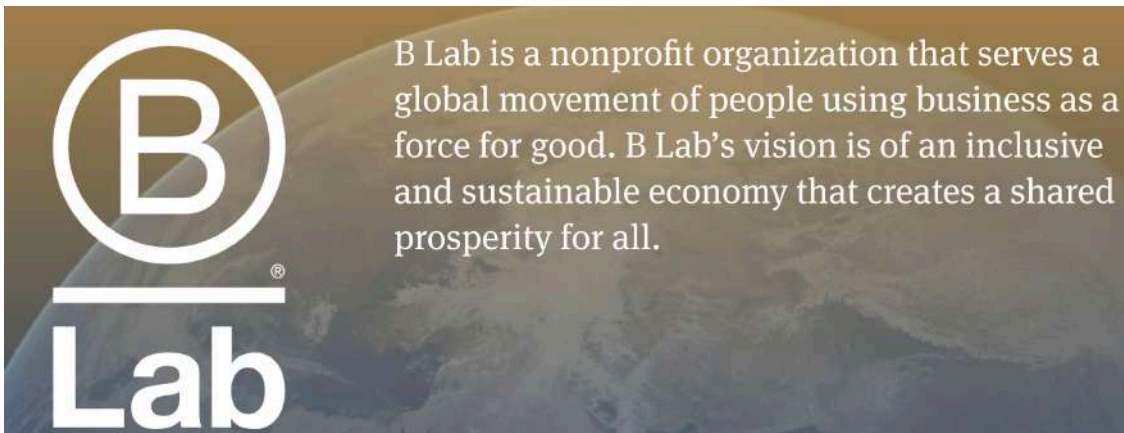 B
®
Lab
B Lab is a nonprofit organization that serves a
global movement of people using business as a
force for good. B Lab’s vision is of an inclusive
and sustainable economy that creates a shared
prosperity for all.